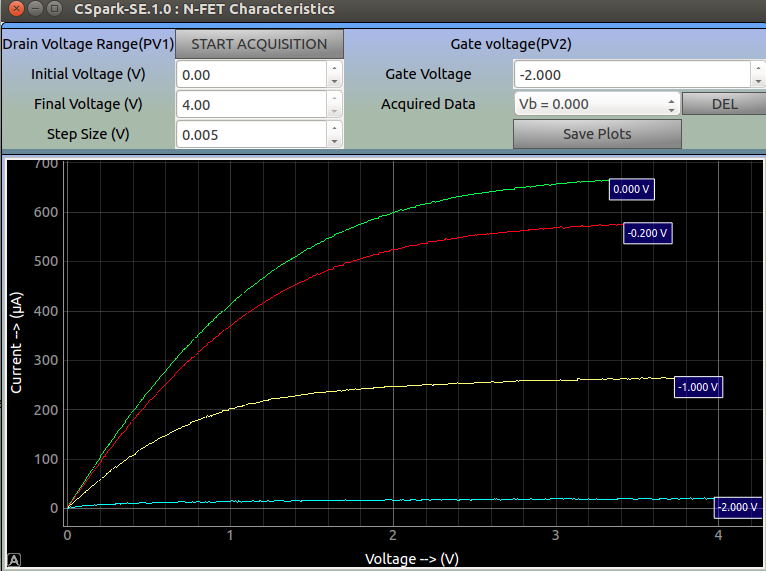 CSpark-SE.1.0 : N-FET Characteristics
Drain Voltage Range(PV1) START ACQUISITION Gate voltage(PV2)
Initial Voltage (V) 0.00 Gate Voltage -2.000
Final Voltage (V) 4.00 Acquired Data Vb = 0.000 DEL
Step Size (V) 0.005 Save Plots
700
600
500
400
300
200
100
0
Current --> (µA)
0.000 V
-0.200 V
-1.000 V
-2.000 V
0 1 2 3 4
Voltage --> (V)
A